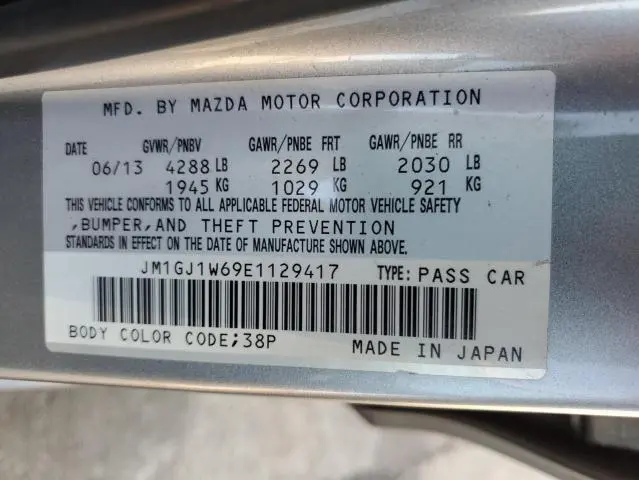 MFD. BY MAZDA MOTOR CORPORATION
DATE GVWR/PNBV GAWR/PNBE FRT GAWR/PNBE RR
06/13 4288 LB 2269 LB 2030 LB
1945 KG 1029 KG 921 KG
THIS VEHICLE CONFORMS TO ALL APPLICABLE FEDERAL MOTOR VEHICLE SAFETY
,BUMPER,AND THEFT PREVENTION
STANDARDS IN EFFECT ON THE DATE OF MANUFACTURE SHOWN ABOVE.
JM1GJ1W69E1129417 TYPE: PASS CAR
BODY COLOR CODE;38P MADE IN JAPAN